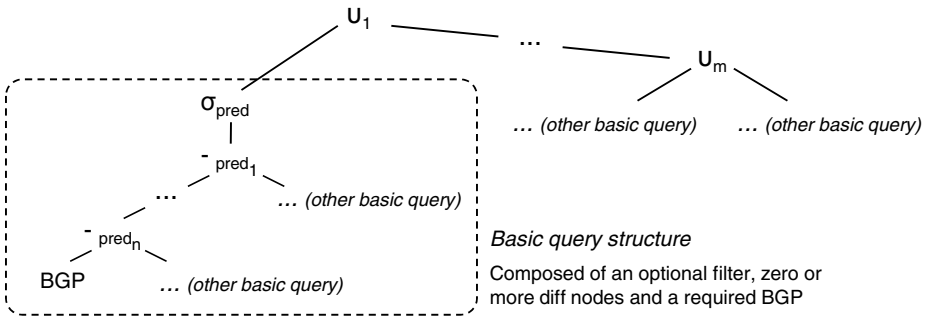 U1
...
Um
σpred
... (other basic query) ... (other basic query)
- pred1
... ... (other basic query)
- predn
Basic query structure
BGP ... (other basic query)
Composed of an optional filter, zero or
more diff nodes and a required BGP